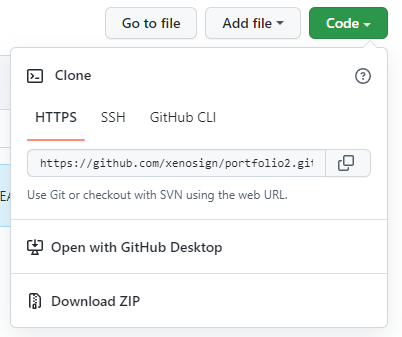 Go to file Add file Code
Clone
HTTPS SSH GitHub CLI
https://github.com/xenosign/portfolio2.git
Use Git or checkout with SVN using the web URL.
Open with GitHub Desktop
Download ZIP